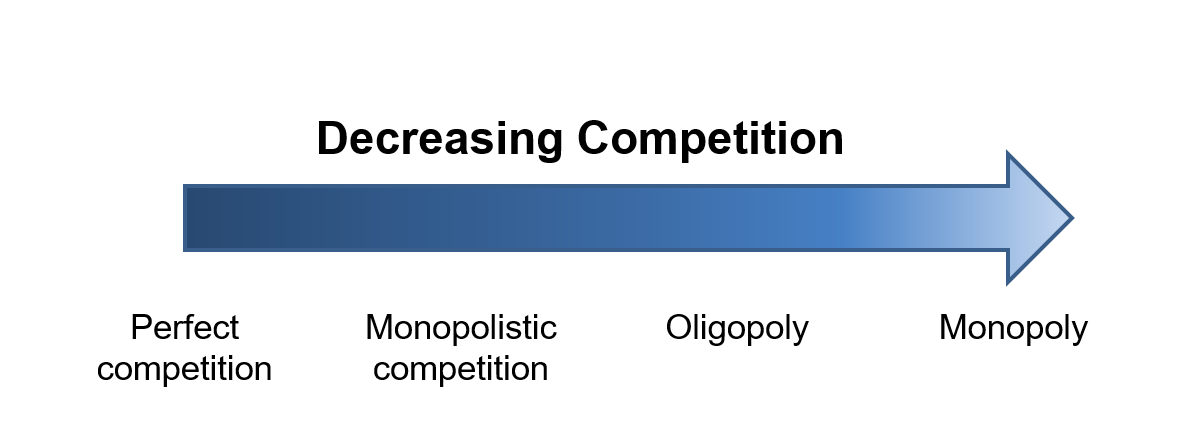 Decreasing Competition
Perfect
competition
Monopolistic
competition
Oligopoly
Monopoly